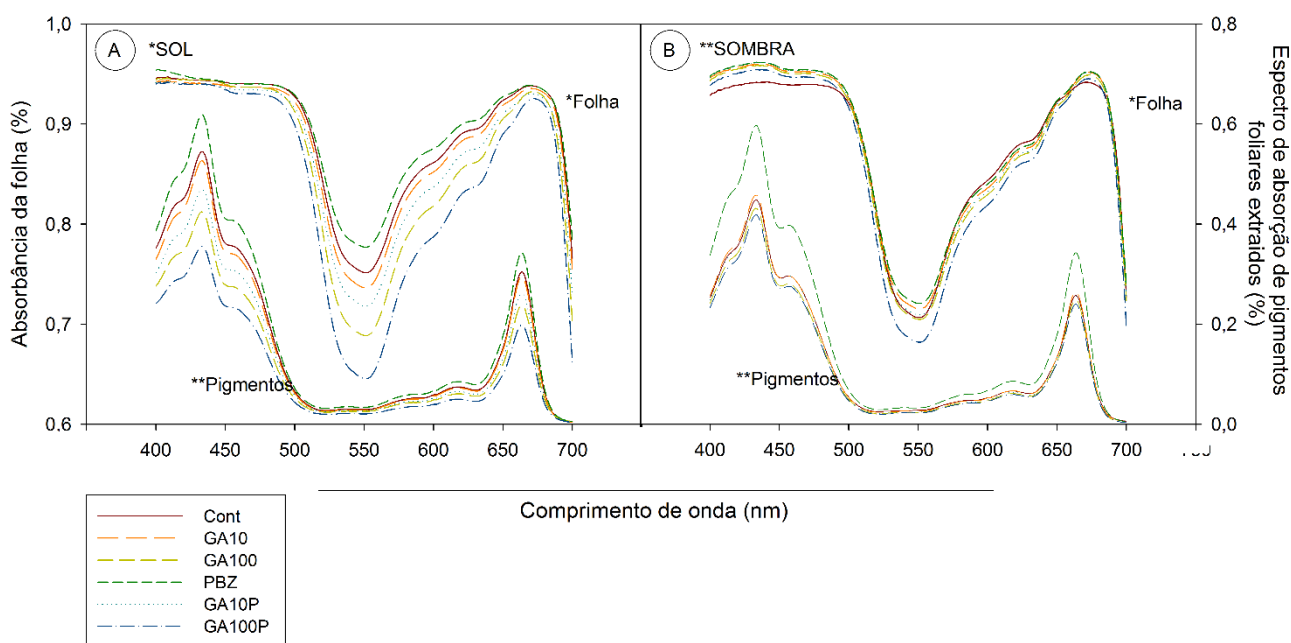 1,0
0,9
0,8
0,7
0,6
Absorbância da folha (%)
A
*SOL
*Folha
**Pigmentos
400 450 500 550 600 650 700
B
**SOMBRA
*Folha
**Pigmentos
400 450 500 550 600 650 700
0,8
0,6
0,4
0,2
0,0
Espectro de absorção de pigmentos
foliares extraidos (%)
Comprimento de onda (nm)
Cont
GA10
GA100
PBZ
GA10P
GA100P